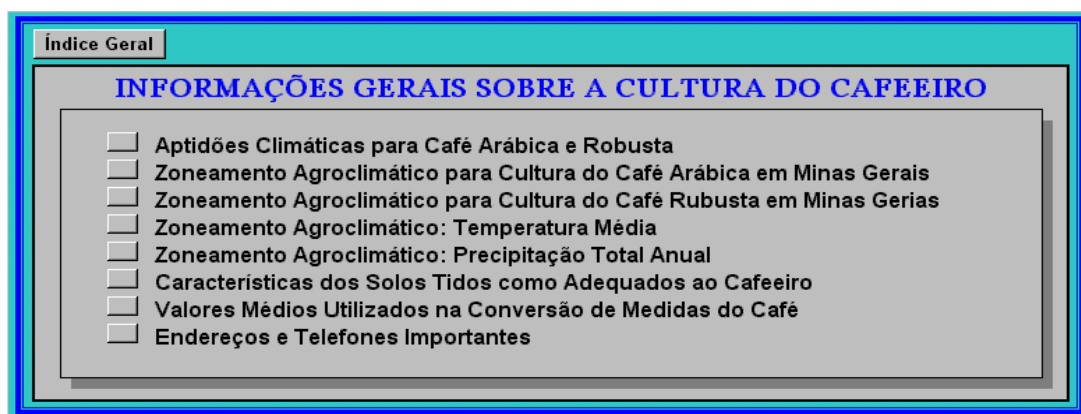 Índice Geral
INFORMAÇÕES GERAIS SOBRE A CULTURA DO CAFEEIRO
Aptidões Climáticas para Café Arábica e Robusta
Zoneamento Agroclimático para Cultura do Café Arábica em Minas Gerais
Zoneamento Agroclimático para Cultura do Café Rubusta em Minas Gerias
Zoneamento Agroclimático: Temperatura Média
Zoneamento Agroclimático: Precipitação Total Anual
Características dos Solos Tidos como Adequados ao Cafeeiro
Valores Médios Utilizados na Conversão de Medidas do Café
Endereços e Telefones Importantes